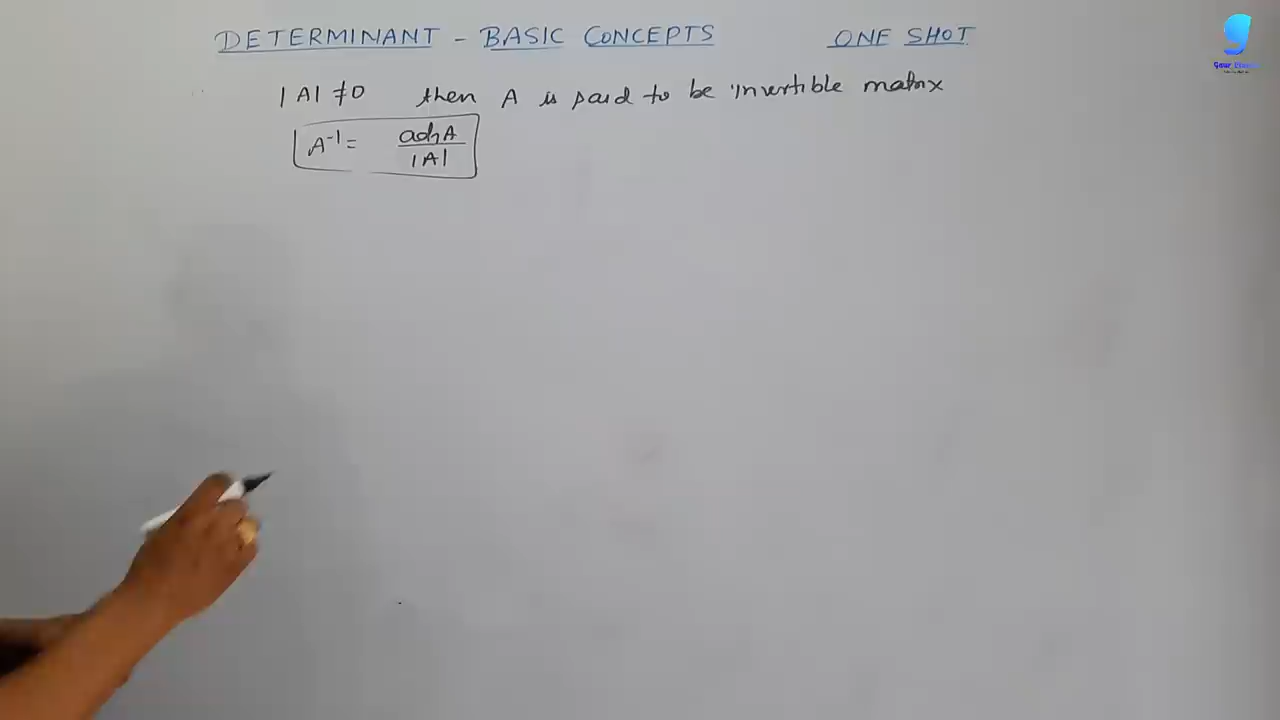 DETERMINANT - BASIC CONCEPTS ONE SHOT
|A| ≠ 0 then A is said to be invertible matrix
A⁻¹ = adjA / |A|